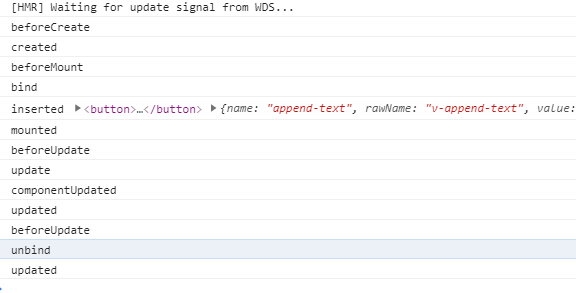 [HMR] Waiting for update signal from WDS...
beforeCreate
created
beforeMount
bind
inserted ▶<button>…</button> ▶{name: "append-text", rawName: "v-append-text", value:
mounted
beforeUpdate
update
componentUpdated
updated
beforeUpdate
unbind
updated